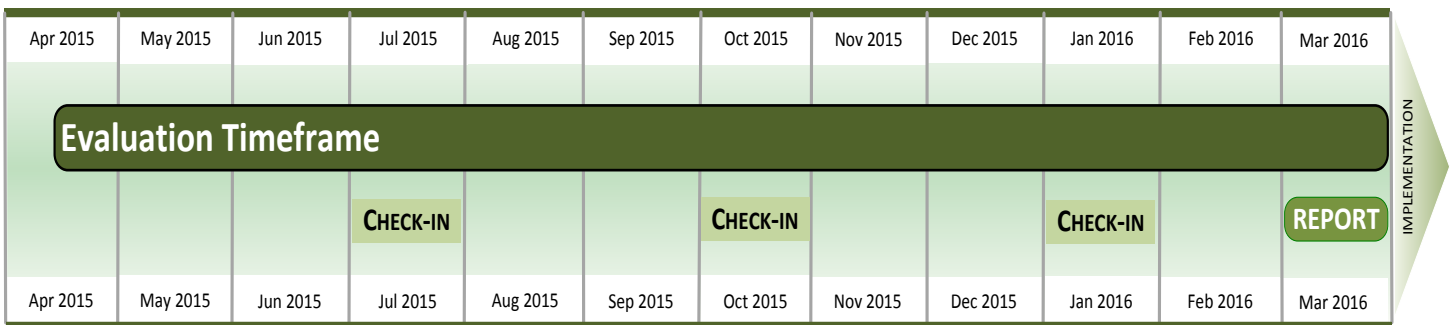 Apr 2015 May 2015 Jun 2015 Jul 2015 Aug 2015 Sep 2015 Oct 2015 Nov 2015 Dec 2015 Jan 2016 Feb 2016 Mar 2016
Evaluation Timeframe
CHECK-IN CHECK-IN CHECK-IN REPORT
IMPLEMENTATION
Apr 2015 May 2015 Jun 2015 Jul 2015 Aug 2015 Sep 2015 Oct 2015 Nov 2015 Dec 2015 Jan 2016 Feb 2016 Mar 2016